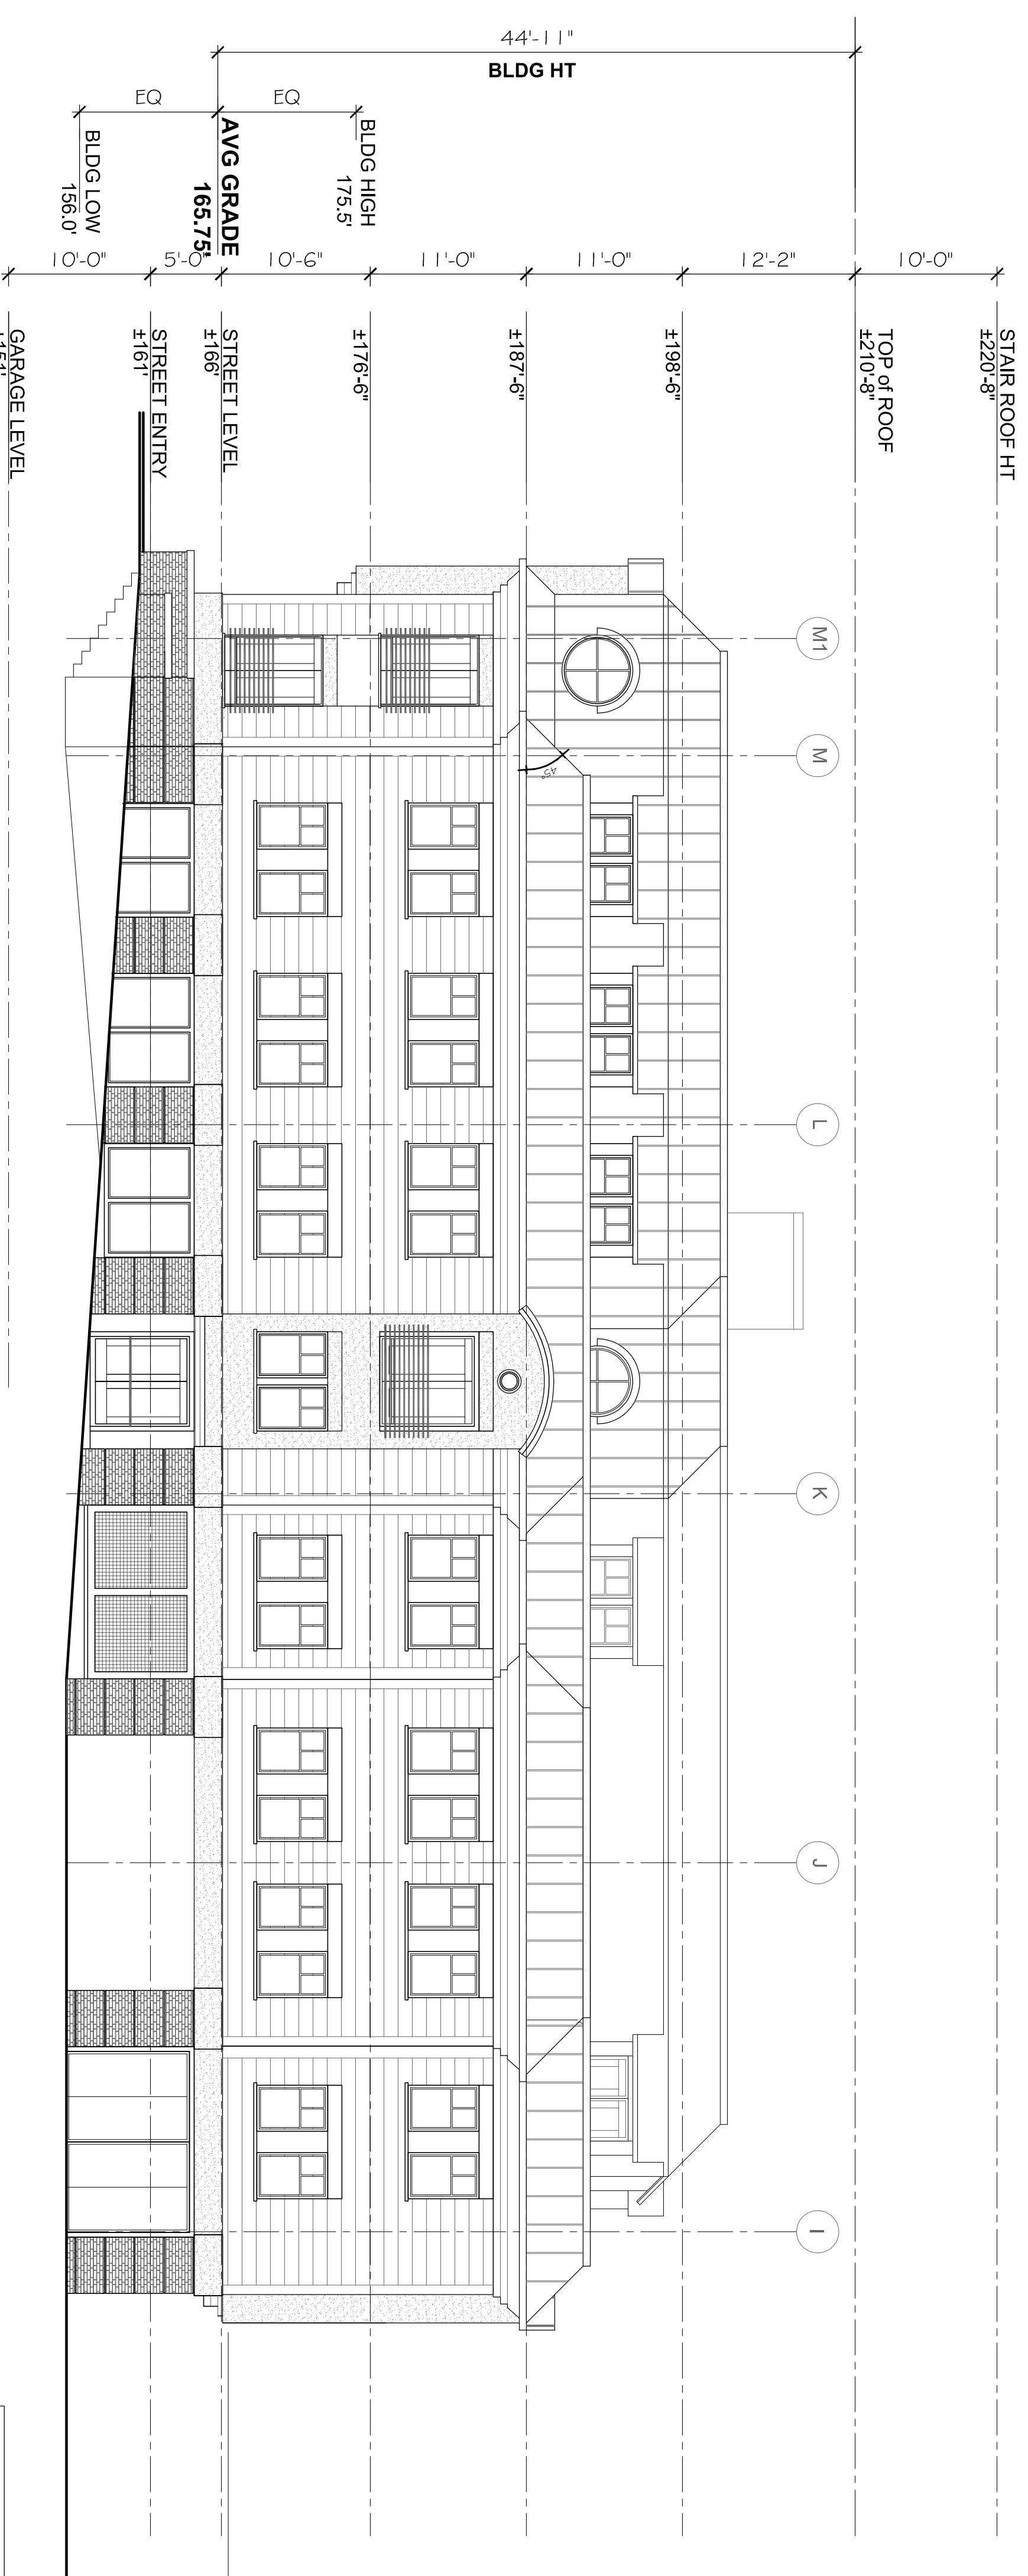 STAIR ROOF HT
±220'-8"
10'-0"
TOP of ROOF
±210'-8"
12'-2"
±198'-6"
11'-0"
±187'-6"
11'-0"
±176'-6"
10'-6"
STREET LEVEL
±166'
5'-0"
STREET ENTRY
±161'
10'-0"
GARAGE LEVEL
±151'
44'-11"
BLDG HT
BLDG HIGH
175.5'
EQ
AVG GRADE
165.75'
EQ
BLDG LOW
156.0'
M1
M
L
K
J
I
45°